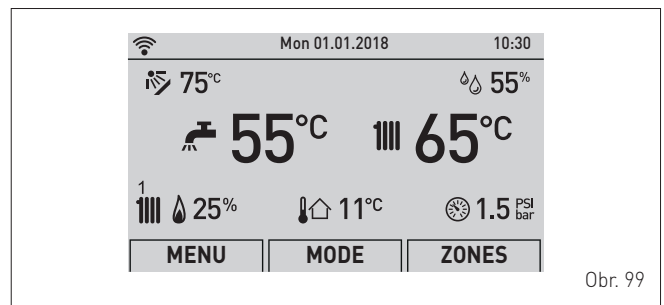 Mon 01.01.2018 10:30
75°C 55%
55°C 65°C
1
25% 11°C 1.5 PSI bar
MENU MODE ZONES
Obr. 99